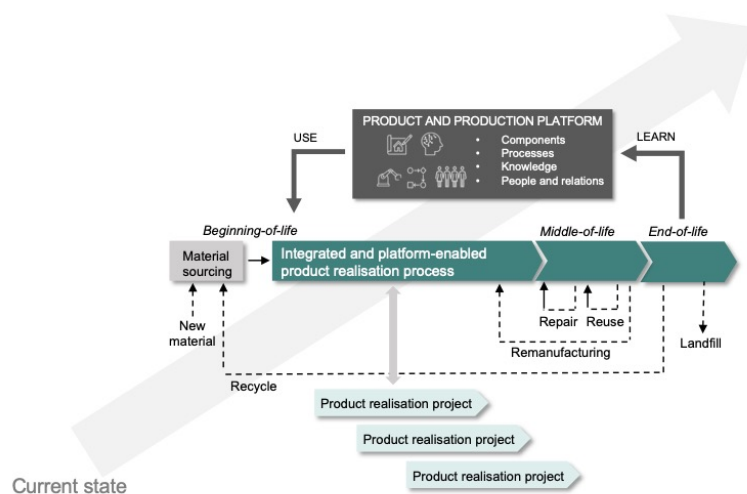 PRODUCT AND PRODUCTION PLATFORM
USE
• Components
• Processes
• Knowledge
• People and relations
LEARN
Beginning-of-life
Middle-of-life
End-of-life
Material
sourcing
Integrated and platform-enabled
product realisation process
New
material
Repair
Reuse
Remanufacturing
Landfill
Recycle
Product realisation project
Product realisation project
Product realisation project
Current state